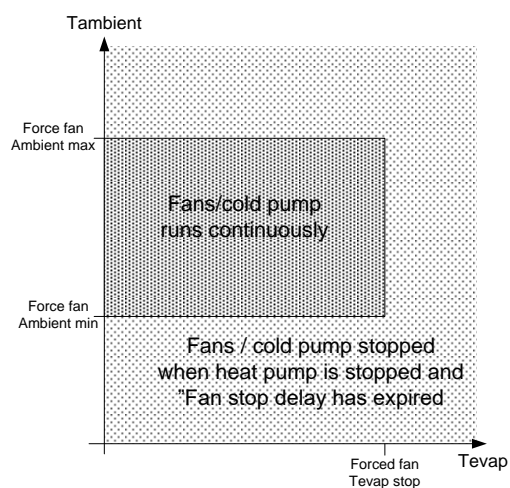 Tambient
Force fan
Ambient max
Fans/cold pump
runs continuously
Force fan
Ambient min
Fans / cold pump stopped
when heat pump is stopped and
”Fan stop delay has expired
Forced fan
Tevap stop
Tevap